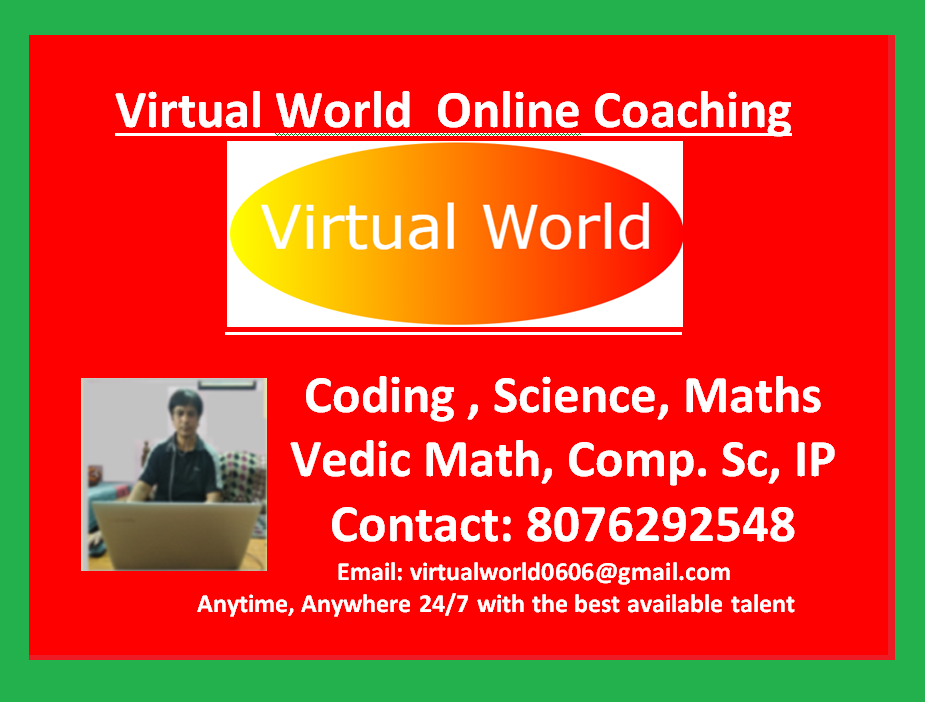 Virtual World  Online Coaching
Virtual World
Coding , Science, Maths
Vedic Math, Comp. Sc, IP
Contact: 8076292548
Email: virtualworld0606@gmail.com
Anytime, Anywhere 24/7 with the best available talent